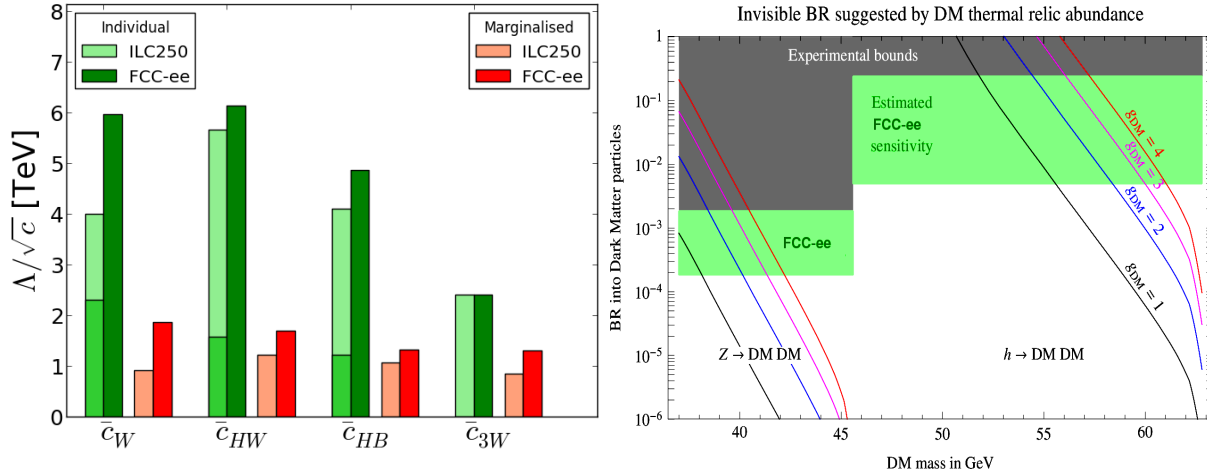 Individual
ILC250
FCC-ee
Marginalised
ILC250
FCC-ee
Λ/√c [TeV]
8
7
6
5
4
3
2
1
0
c̄W
c̄HW
c̄HB
c̄3W
Invisible BR suggested by DM thermal relic abundance
BR into Dark Matter particles
1
10⁻¹
10⁻²
10⁻³
10⁻⁴
10⁻⁵
10⁻⁶
Experimental bounds
Estimated
FCC-ee
sensitivity
FCC-ee
gDM = 4
gDM = 3
gDM = 2
gDM = 1
Z → DM DM
h → DM DM
40
45
50
55
60
DM mass in GeV